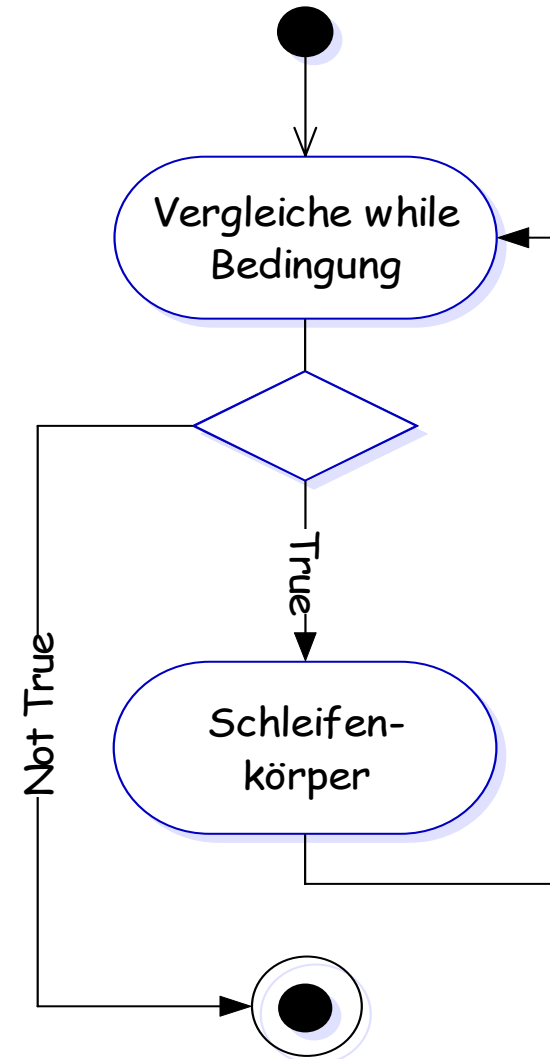 Vergleiche while
Bedingung
True
Not True
Schleifen-
körper